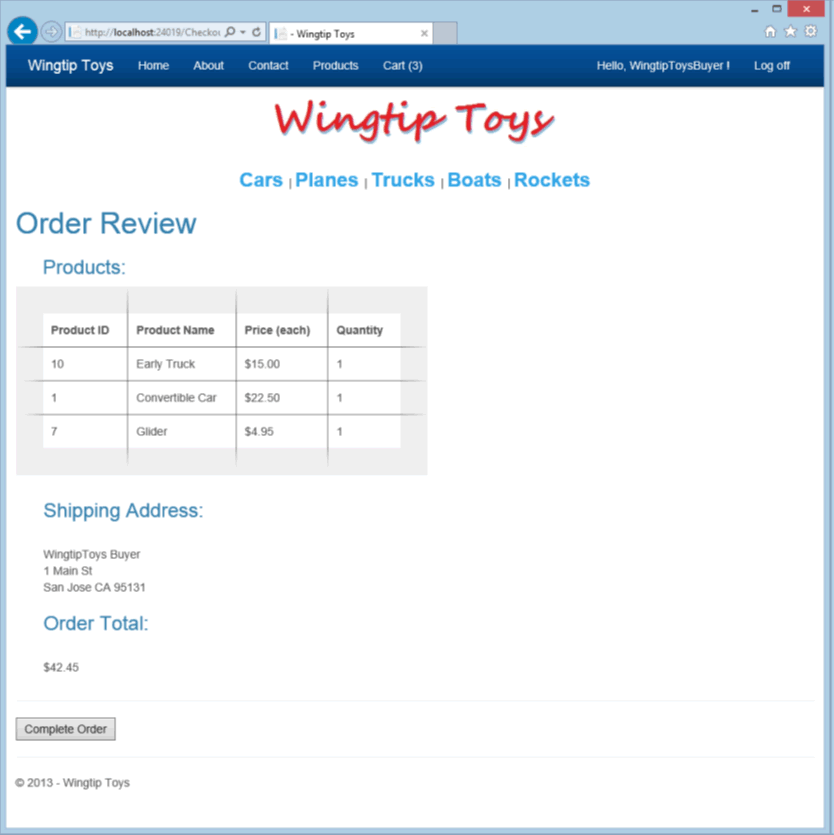 http://localhost:24019/Checkou
- Wingtip Toys
Wingtip Toys Home About Contact Products Cart (3) Hello, WingtipToysBuyer ! Log off
Wingtip Toys
Cars | Planes | Trucks | Boats | Rockets
Order Review
Products:
Product ID Product Name Price (each) Quantity
10 Early Truck $15.00 1
1 Convertible Car $22.50 1
7 Glider $4.95 1
Shipping Address:
WingtipToys Buyer
1 Main St
San Jose CA 95131
Order Total:
$42.45
Complete Order
© 2013 - Wingtip Toys